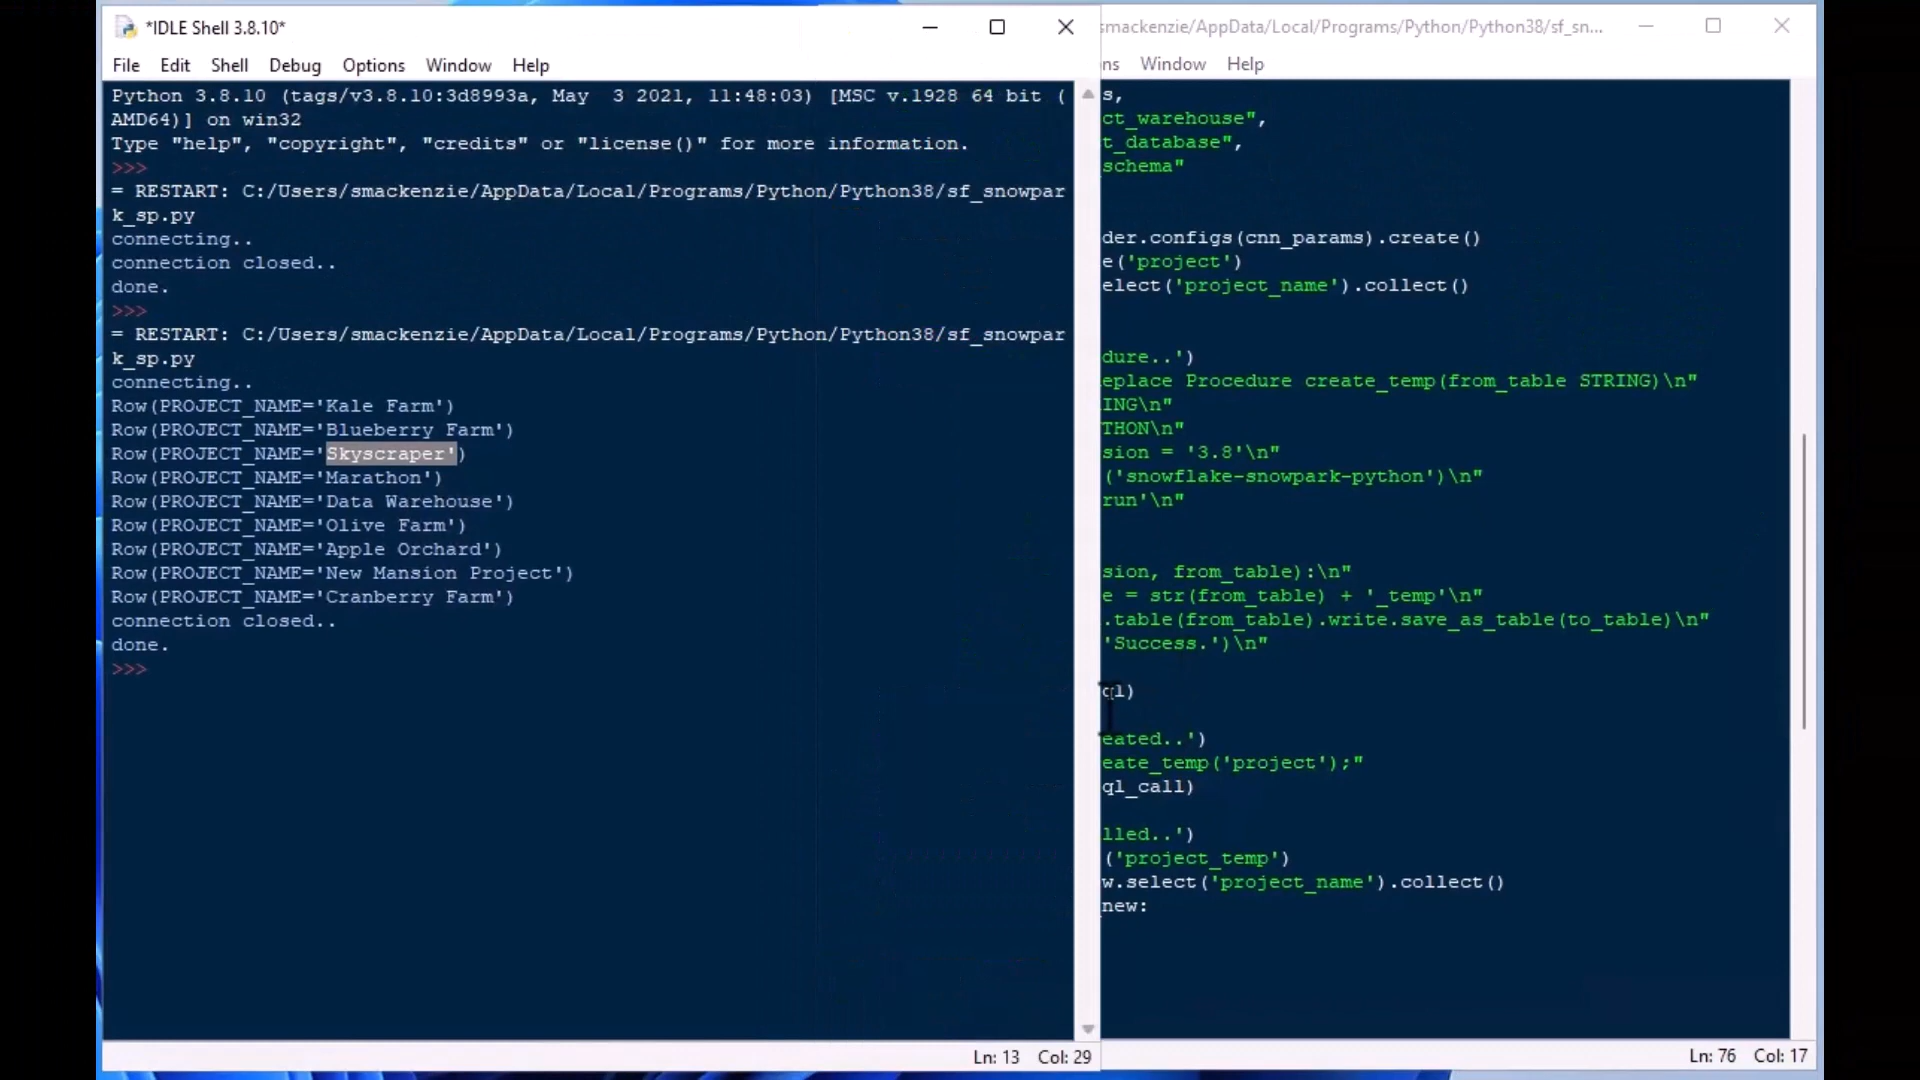 *IDLE Shell 3.8.10*
File Edit Shell Debug Options Window Help
Python 3.8.10 (tags/v3.8.10:3d8993a, May  3 2021, 11:48:03) [MSC v.1928 64 bit (
AMD64)] on win32
Type "help", "copyright", "credits" or "license()" for more information.
>>>
= RESTART: C:/Users/smackenzie/AppData/Local/Programs/Python/Python38/sf_snowpar
k_sp.py
connecting..
connection closed..
done.
>>>
= RESTART: C:/Users/smackenzie/AppData/Local/Programs/Python/Python38/sf_snowpar
k_sp.py
connecting..
Row(PROJECT_NAME='Kale Farm')
Row(PROJECT_NAME='Blueberry Farm')
Row(PROJECT_NAME='Skyscraper')
Row(PROJECT_NAME='Marathon')
Row(PROJECT_NAME='Data Warehouse')
Row(PROJECT_NAME='Olive Farm')
Row(PROJECT_NAME='Apple Orchard')
Row(PROJECT_NAME='New Mansion Project')
Row(PROJECT_NAME='Cranberry Farm')
connection closed..
done.
>>>
Ln: 13 Col: 29
smackenzie/AppData/Local/Programs/Python/Python38/sf_sn...
ns Window Help
s,
ct_warehouse",
t_database",
schema"
der.configs(cnn_params).create()
e('project')
elect('project_name').collect()
dure..')
eplace Procedure create_temp(from_table STRING)\n"
ING\n"
THON\n"
sion = '3.8'\n"
('snowflake-snowpark-python')\n"
run'\n"
sion, from_table):\n"
e = str(from_table) + '_temp'\n"
.table(from_table).write.save_as_table(to_table)\n"
'Success.')\n"
ql)
eated..')
eate_temp('project');"
ql_call)
lled..')
('project_temp')
w.select('project_name').collect()
new:
Ln: 76 Col: 17